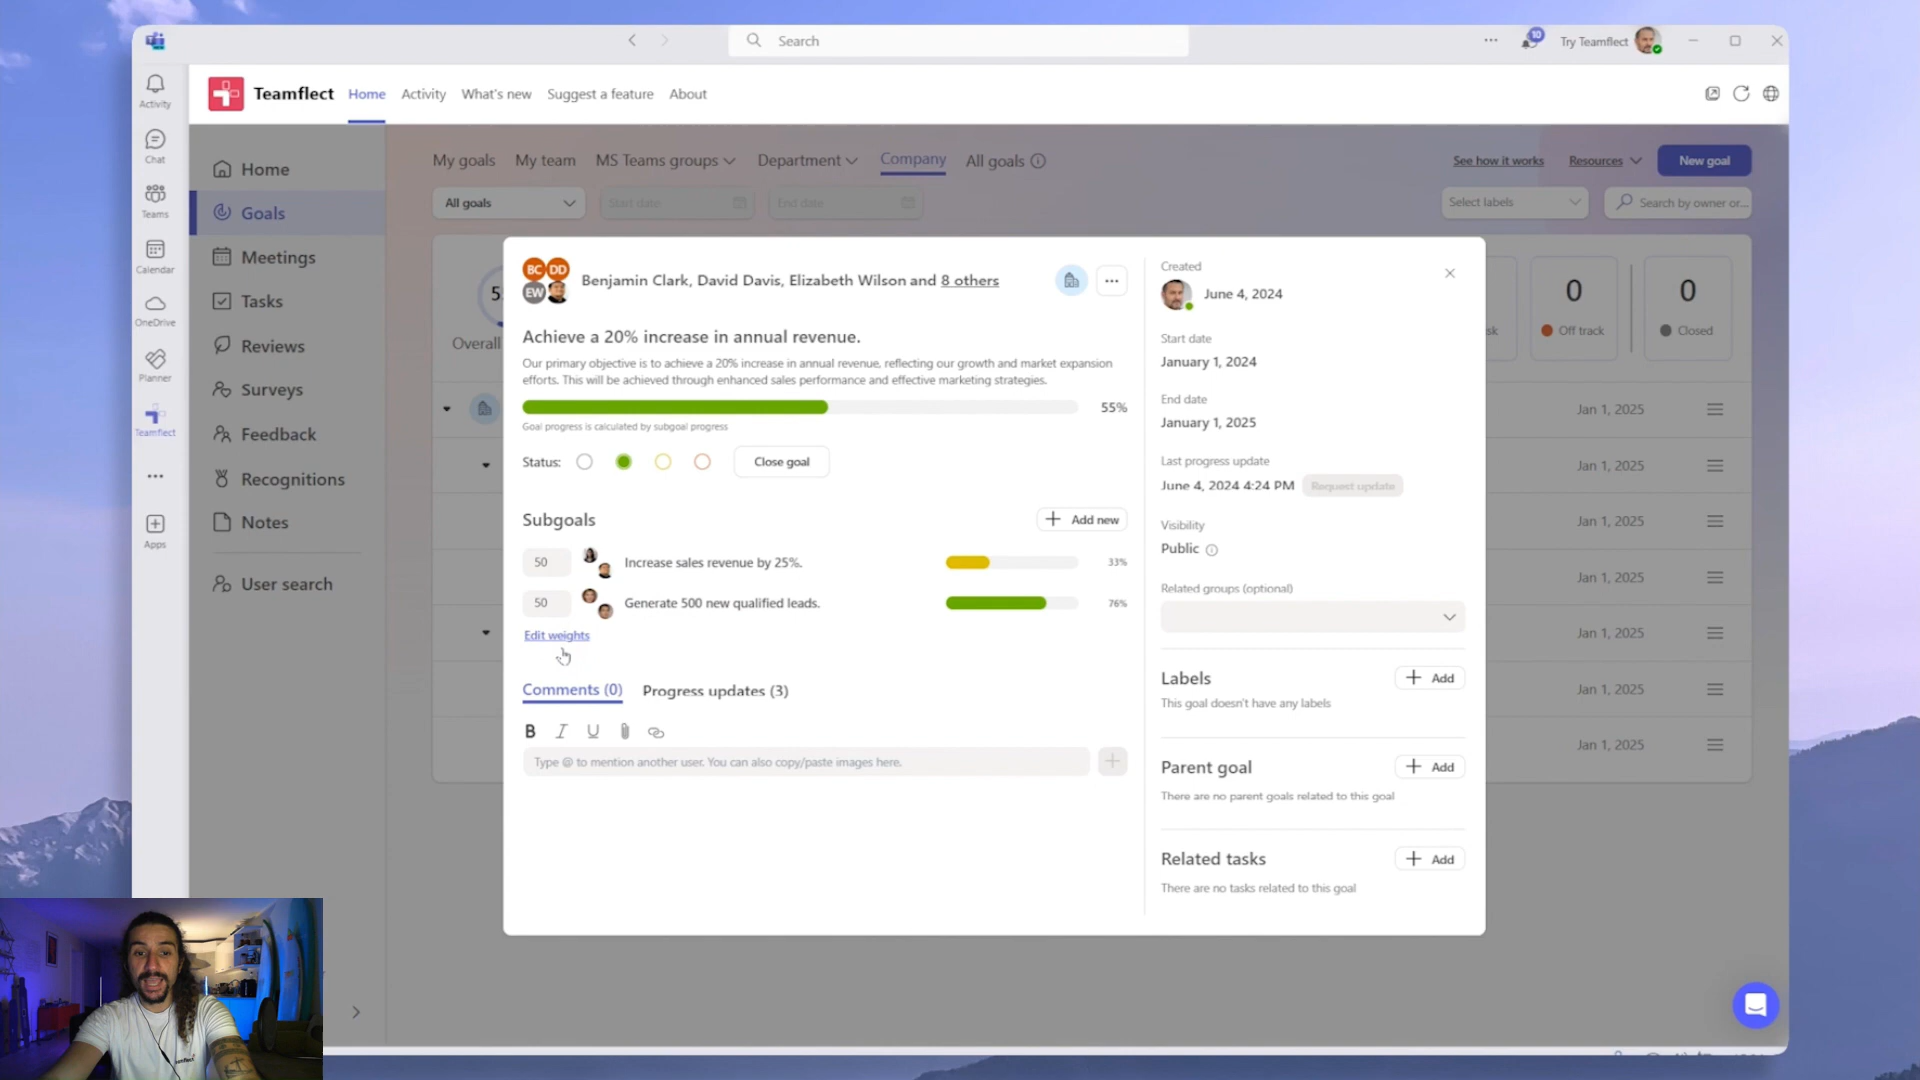 Search
10
Try Teamflect
Activity
Chat
Teams
Calendar
OneDrive
Planner
Teamflect
Apps
Teamflect
Home
Activity
What's new
Suggest a feature
About
Home
Goals
Meetings
Tasks
Reviews
Surveys
Feedback
Recognitions
Notes
User search
My goals
My team
MS Teams groups
Department
Company
All goals
See how it works
Resources
New goal
All goals
Start date
End date
Select labels
Search by owner or...
Overall
0
Off track
0
Closed
Jan 1, 2025
Jan 1, 2025
Jan 1, 2025
Jan 1, 2025
Jan 1, 2025
Jan 1, 2025
Jan 1, 2025
BC DD
EW
Benjamin Clark, David Davis, Elizabeth Wilson and 8 others
Achieve a 20% increase in annual revenue.
Our primary objective is to achieve a 20% increase in annual revenue, reflecting our growth and market expansion
efforts. This will be achieved through enhanced sales performance and effective marketing strategies.
55%
Goal progress is calculated by subgoal progress
Status:
Close goal
Subgoals
Add new
50 Increase sales revenue by 25%. 33%
50 Generate 500 new qualified leads. 76%
Edit weights
Comments (0)
Progress updates (3)
B I U
Type @ to mention another user. You can also copy/paste images here.
Created
June 4, 2024
Start date
January 1, 2024
End date
January 1, 2025
Last progress update
June 4, 2024 4:24 PM
Request update
Visibility
Public
Related groups (optional)
Labels
Add
This goal doesn't have any labels
Parent goal
Add
There are no parent goals related to this goal
Related tasks
Add
There are no tasks related to this goal